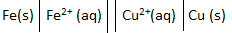 Fe(s) | Fe²⁺ (aq) || Cu²⁺(aq) | Cu (s)